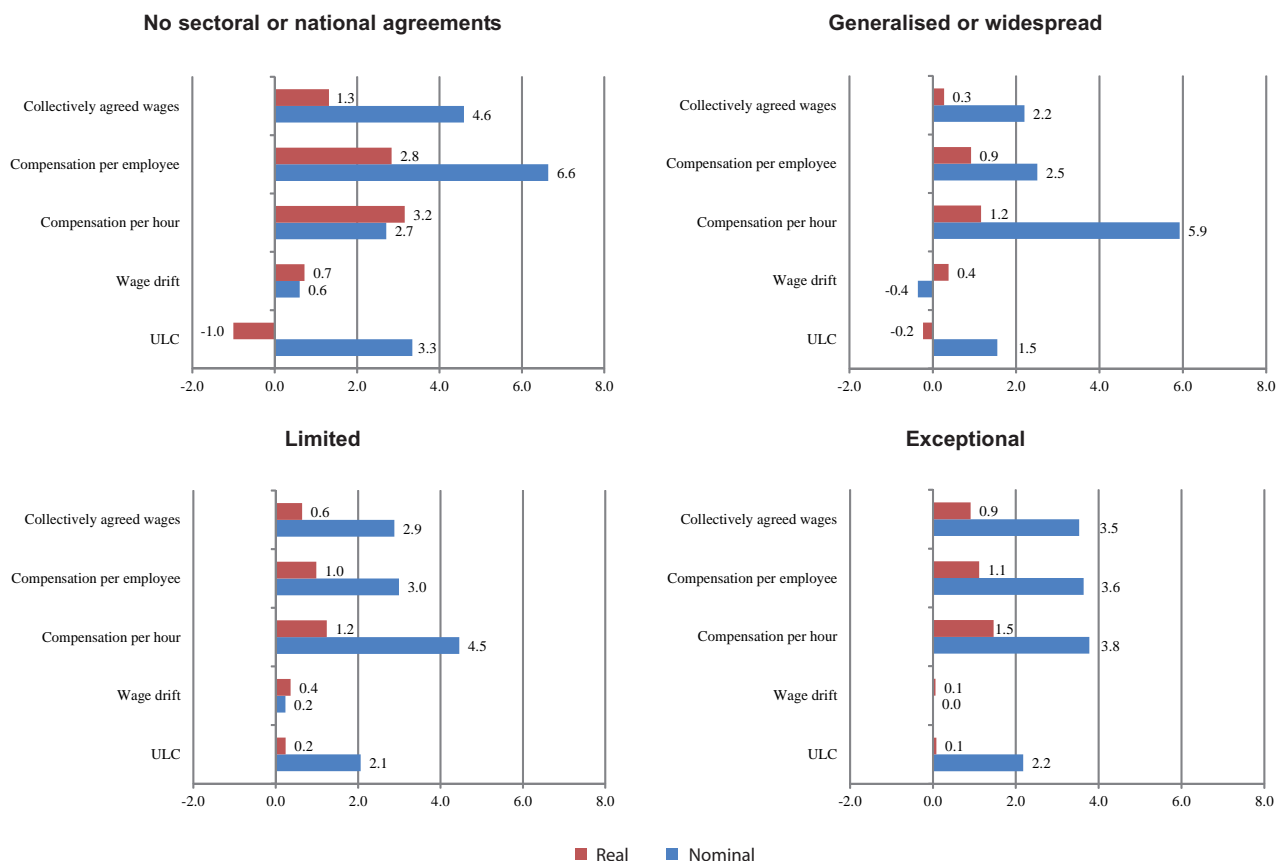 No sectoral or national agreements
Collectively agreed wages
1.3
4.6
Compensation per employee
2.8
6.6
Compensation per hour
3.2
2.7
Wage drift
0.7
0.6
-1.0
ULC
3.3
-2.0 0.0 2.0 4.0 6.0 8.0
Generalised or widespread
Collectively agreed wages
0.3
2.2
Compensation per employee
0.9
2.5
Compensation per hour
1.2
5.9
Wage drift
0.4
-0.4
-0.2
ULC
1.5
-2.0 0.0 2.0 4.0 6.0 8.0
Limited
Collectively agreed wages
0.6
2.9
Compensation per employee
1.0
3.0
Compensation per hour
1.2
4.5
Wage drift
0.4
0.2
ULC
0.2
2.1
-2.0 0.0 2.0 4.0 6.0 8.0
Exceptional
Collectively agreed wages
0.9
3.5
Compensation per employee
1.1
3.6
Compensation per hour
1.5
3.8
Wage drift
0.1
0.0
ULC
0.1
2.2
-2.0 0.0 2.0 4.0 6.0 8.0
Real Nominal